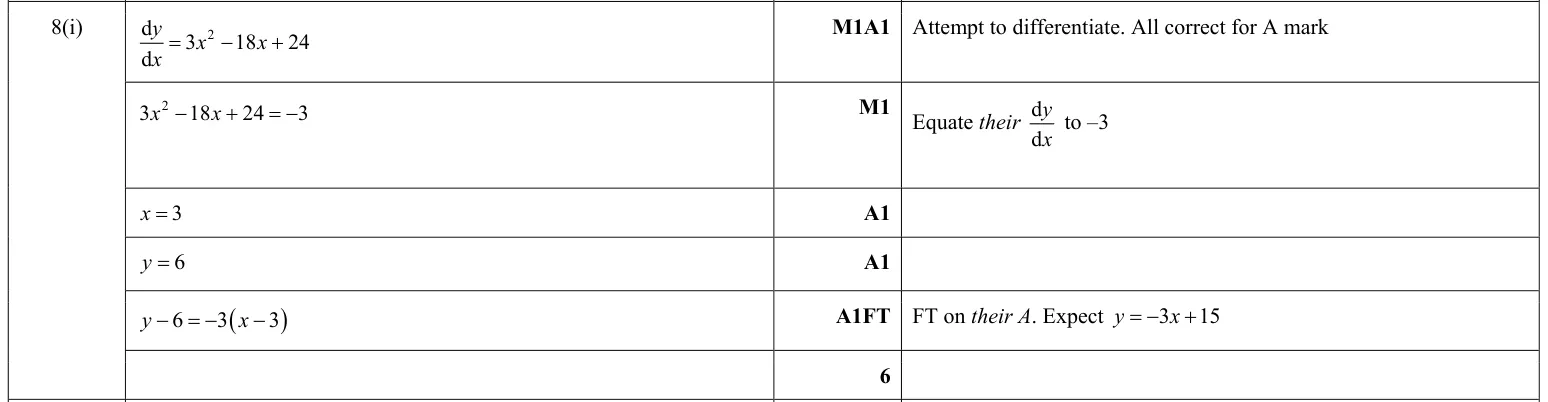 8(i) dy/dx = 3x² − 18x + 24 M1A1 Attempt to differentiate. All correct for A mark
3x² − 18x + 24 = −3 M1 Equate their dy/dx to –3
x = 3 A1
y = 6 A1
y − 6 = −3(x − 3) A1FT FT on their A. Expect y = −3x + 15
6